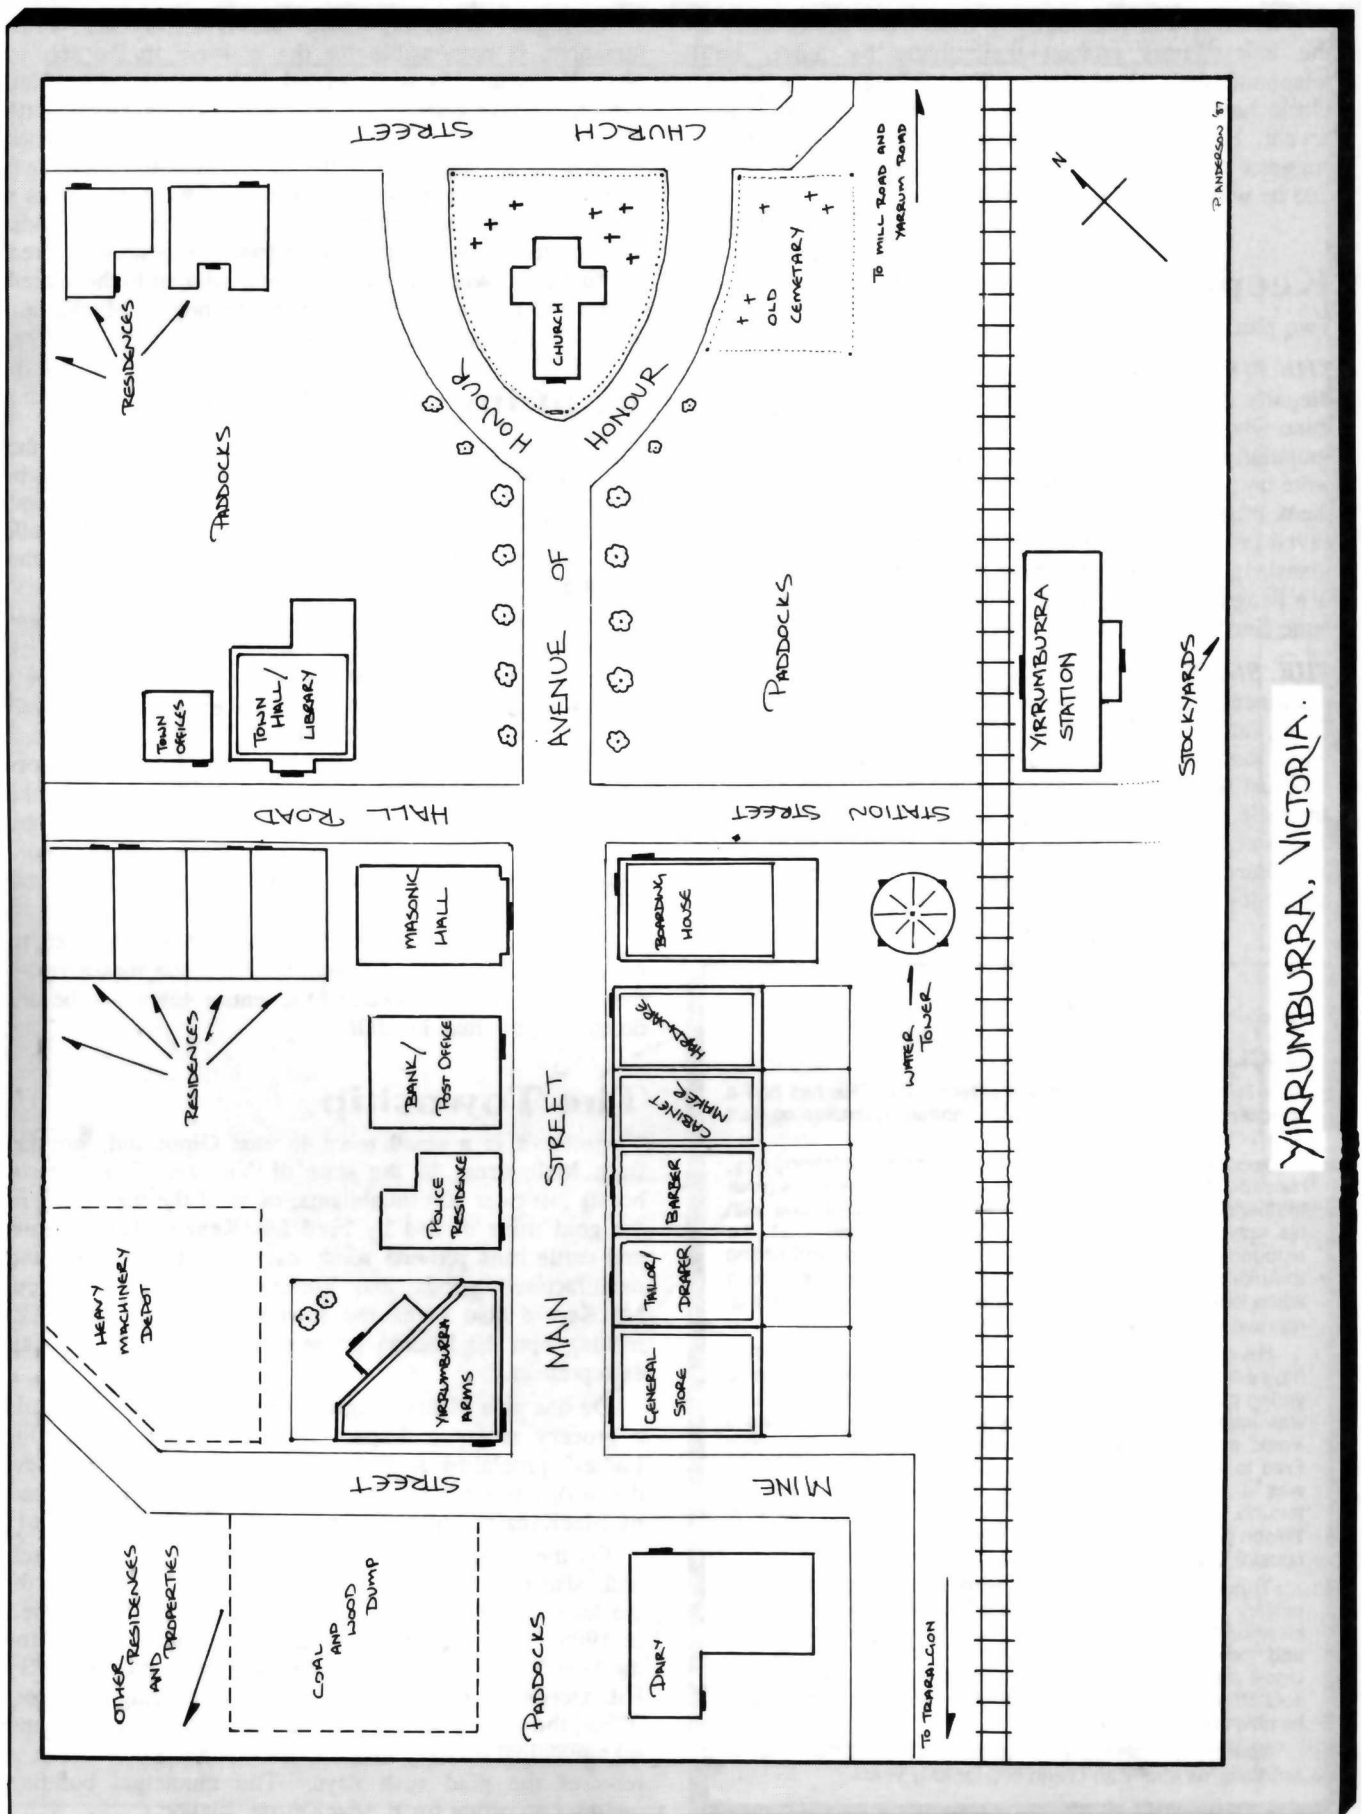 CHURCH STREET
RESIDENCES
PADDOCKS
CHURCH
HONOUR
HONOUR
AVENUE OF
OLD
CEMETARY
TO MILL ROAD AND
YARRUM ROAD
N
P. ANDERSON '87
TOWN
OFFICES
TOWN
HALL/
LIBRARY
PADDOCKS
YIRRUMBURRA
STATION
STOCKYARDS
HALL ROAD
STATION STREET
RESIDENCES
MASONIC
HALL
BOARDING
HOUSE
WATER
TOWER
BANK/
POST OFFICE
HARDWARE
CABINET
MAKER
POLICE
RESIDENCE
BARBER
MAIN STREET
HEAVY
MACHINERY
DEPOT
YIRRUMBURRA
ARMS
TAILOR/
DRAPER
GENERAL
STORE
MINE STREET
OTHER RESIDENCES
AND PROPERTIES
COAL
AND WOOD
DUMP
PADDOCKS
DAIRY
TO TRARALGION
YIRRUMBURRA, VICTORIA.